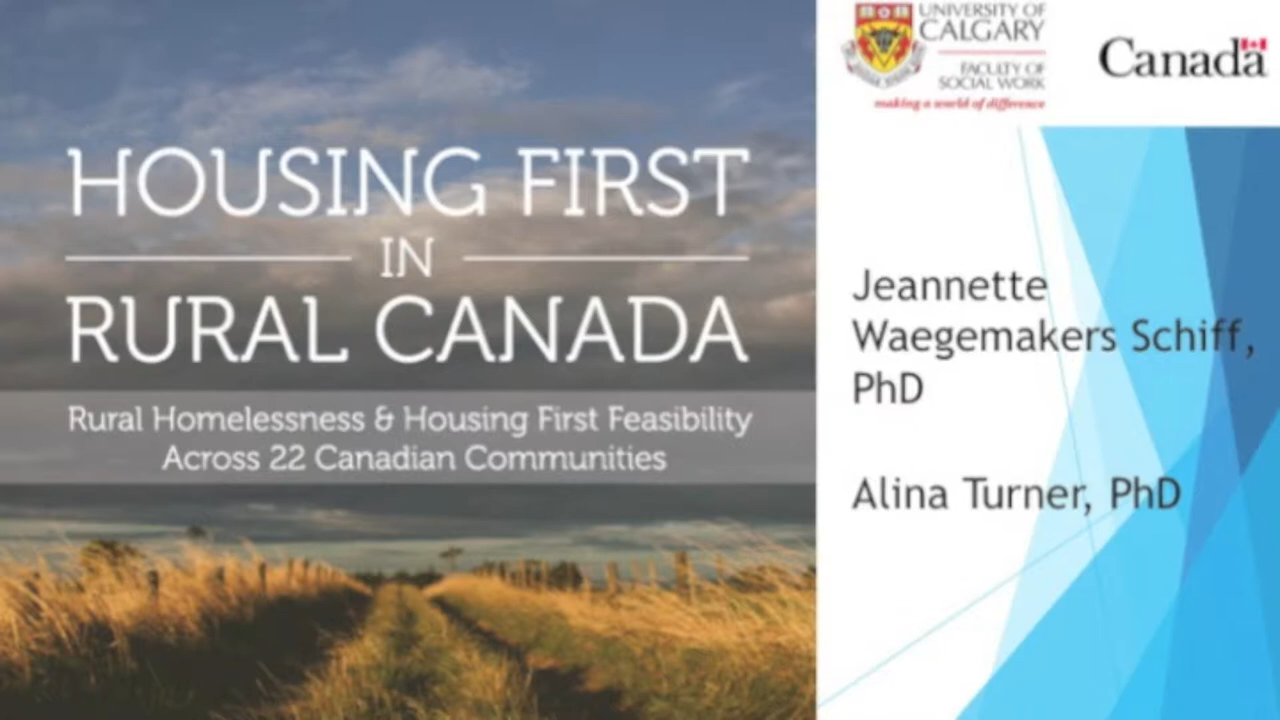 HOUSING FIRST
IN
RURAL CANADA
Rural Homelessness & Housing First Feasibility
Across 22 Canadian Communities
UNIVERSITY OF
CALGARY
FACULTY OF
SOCIAL WORK
making a world of difference
Canada
Jeannette
Waegemakers Schiff,
PhD
Alina Turner, PhD